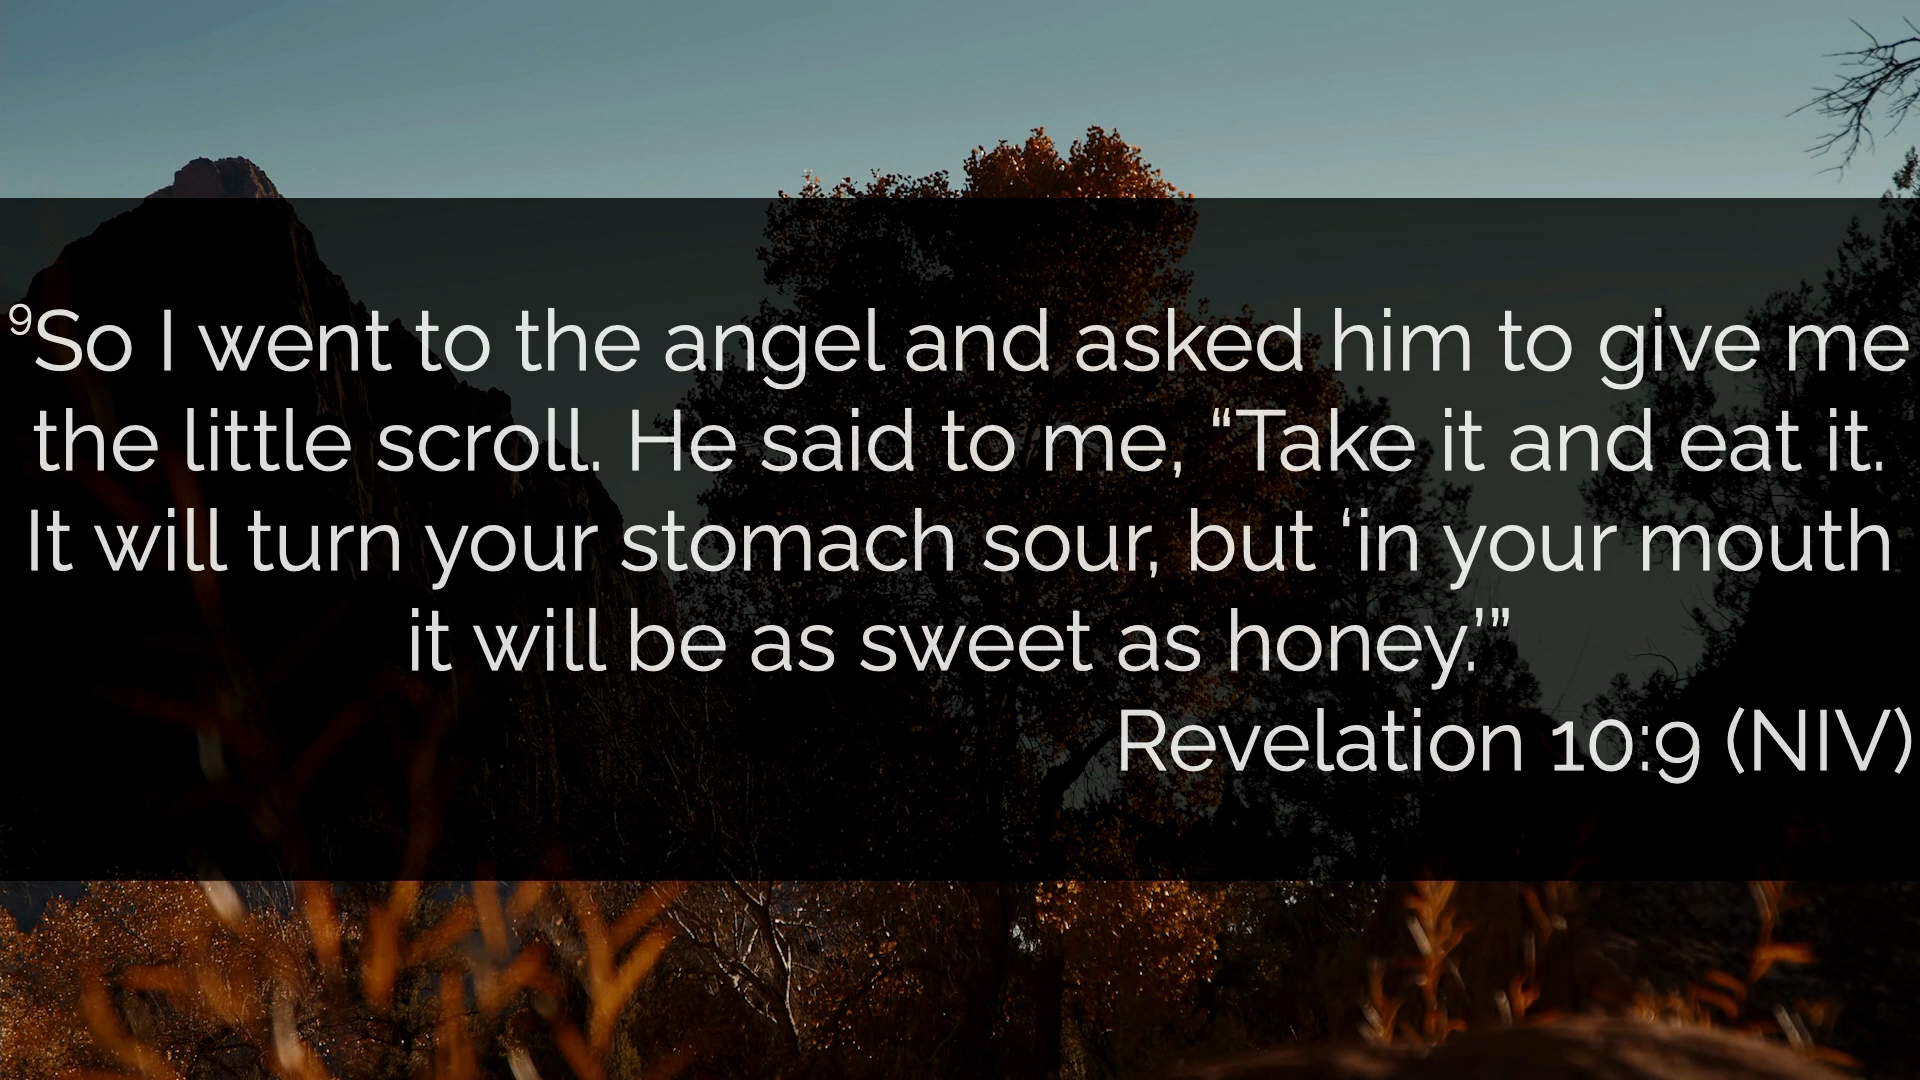 ⁹So I went to the angel and asked him to give me
the little scroll. He said to me, “Take it and eat it.
It will turn your stomach sour, but ‘in your mouth
it will be as sweet as honey.’”
Revelation 10:9 (NIV)